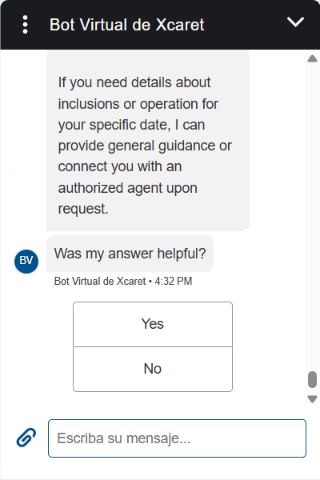 Bot Virtual de Xcaret
If you need details about
inclusions or operation for
your specific date, I can
provide general guidance or
connect you with an
authorized agent upon
request.
Was my answer helpful?
BV
Bot Virtual de Xcaret • 4:32 PM
Yes
No
Escriba su mensaje...